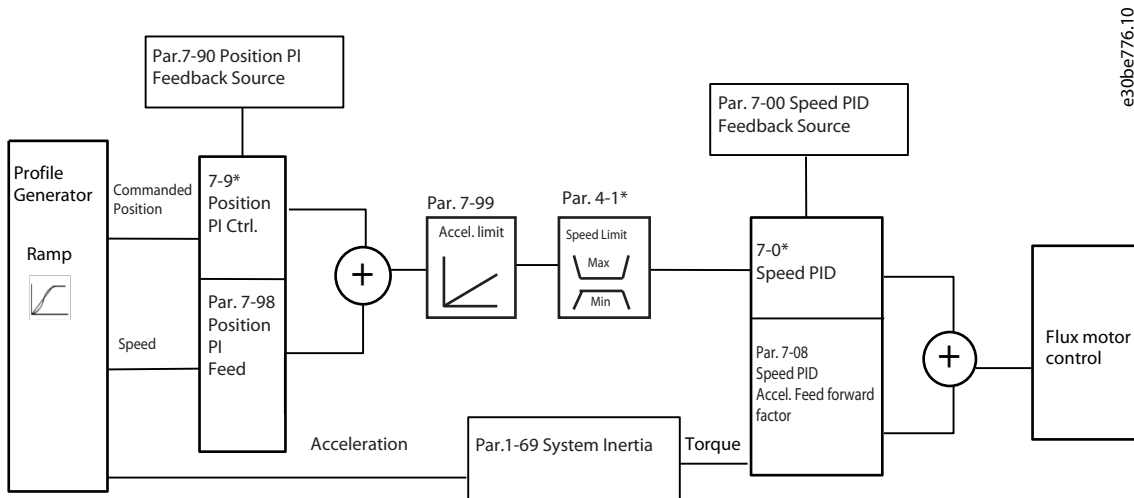 e30be776.10
Par.7-90 Position PI
Feedback Source
Par. 7-00 Speed PID
Feedback Source
Profile
Generator
Ramp
Commanded
Position
Speed
7-9*
Position
PI Ctrl.
Par. 7-98
Position
PI
Feed
+
Par. 7-99
Accel. limit
Par. 4-1*
Speed Limit
Max
Min
7-0*
Speed PID
Par. 7-08
Speed PID
Accel. Feed forward
factor
+
Flux motor
control
Acceleration
Par.1-69 System Inertia
Torque